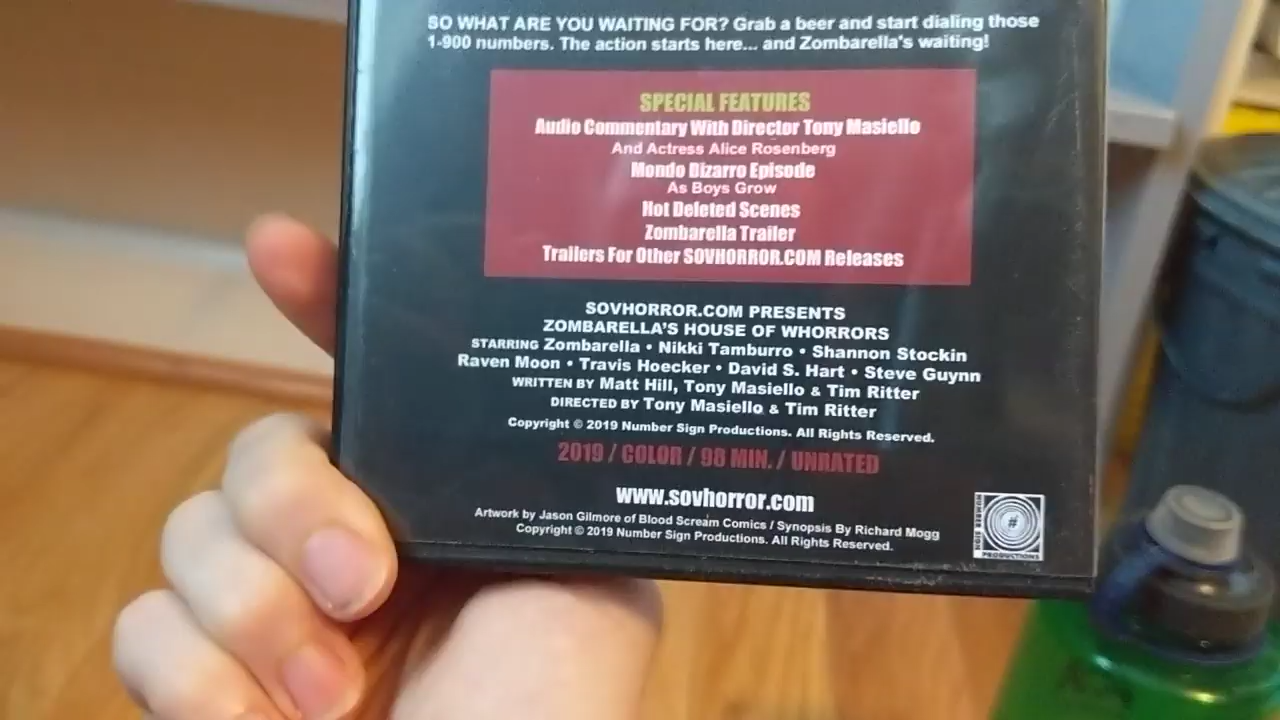 SO WHAT ARE YOU WAITING FOR? Grab a beer and start dialing those
1-900 numbers. The action starts here... and Zombarella's waiting!
SPECIAL FEATURES
Audio Commentary With Director Tony Masiello
And Actress Alice Rosenberg
Mondo Bizarro Episode
As Boys Grow
Hot Deleted Scenes
Zombarella Trailer
Trailers For Other SOVHORROR.COM Releases
SOVHORROR.COM PRESENTS
ZOMBARELLA'S HOUSE OF WHORRORS
STARRING Zombarella • Nikki Tamburro • Shannon Stockin
Raven Moon • Travis Hoecker • David S. Hart • Steve Guynn
WRITTEN BY Matt Hill, Tony Masiello & Tim Ritter
DIRECTED BY Tony Masiello & Tim Ritter
Copyright © 2019 Number Sign Productions. All Rights Reserved.
2019 / COLOR / 98 MIN. / UNRATED
www.sovhorror.com
Artwork by Jason Gilmore of Blood Scream Comics / Synopsis By Richard Mogg
Copyright © 2019 Number Sign Productions. All Rights Reserved.
NUMBER SIGN
#
PRODUCTIONS